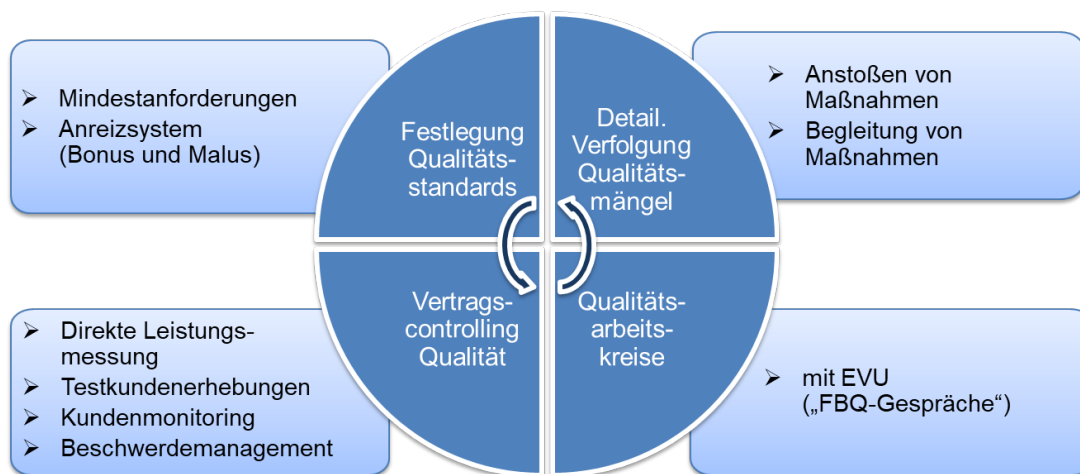 Mindestanforderungen
Anreizsystem
(Bonus und Malus)
Festlegung
Qualitäts-
standards
Detail.
Verfolgung
Qualitäts-
mängel
Anstoßen von
Maßnahmen
Begleitung von
Maßnahmen
Direkte Leistungs-
messung
Testkundenerhebungen
Kundenmonitoring
Beschwerdemanagement
Vertrags-
controlling
Qualität
Qualitäts-
arbeits-
kreise
mit EVU
(„FBQ-Gespräche“)